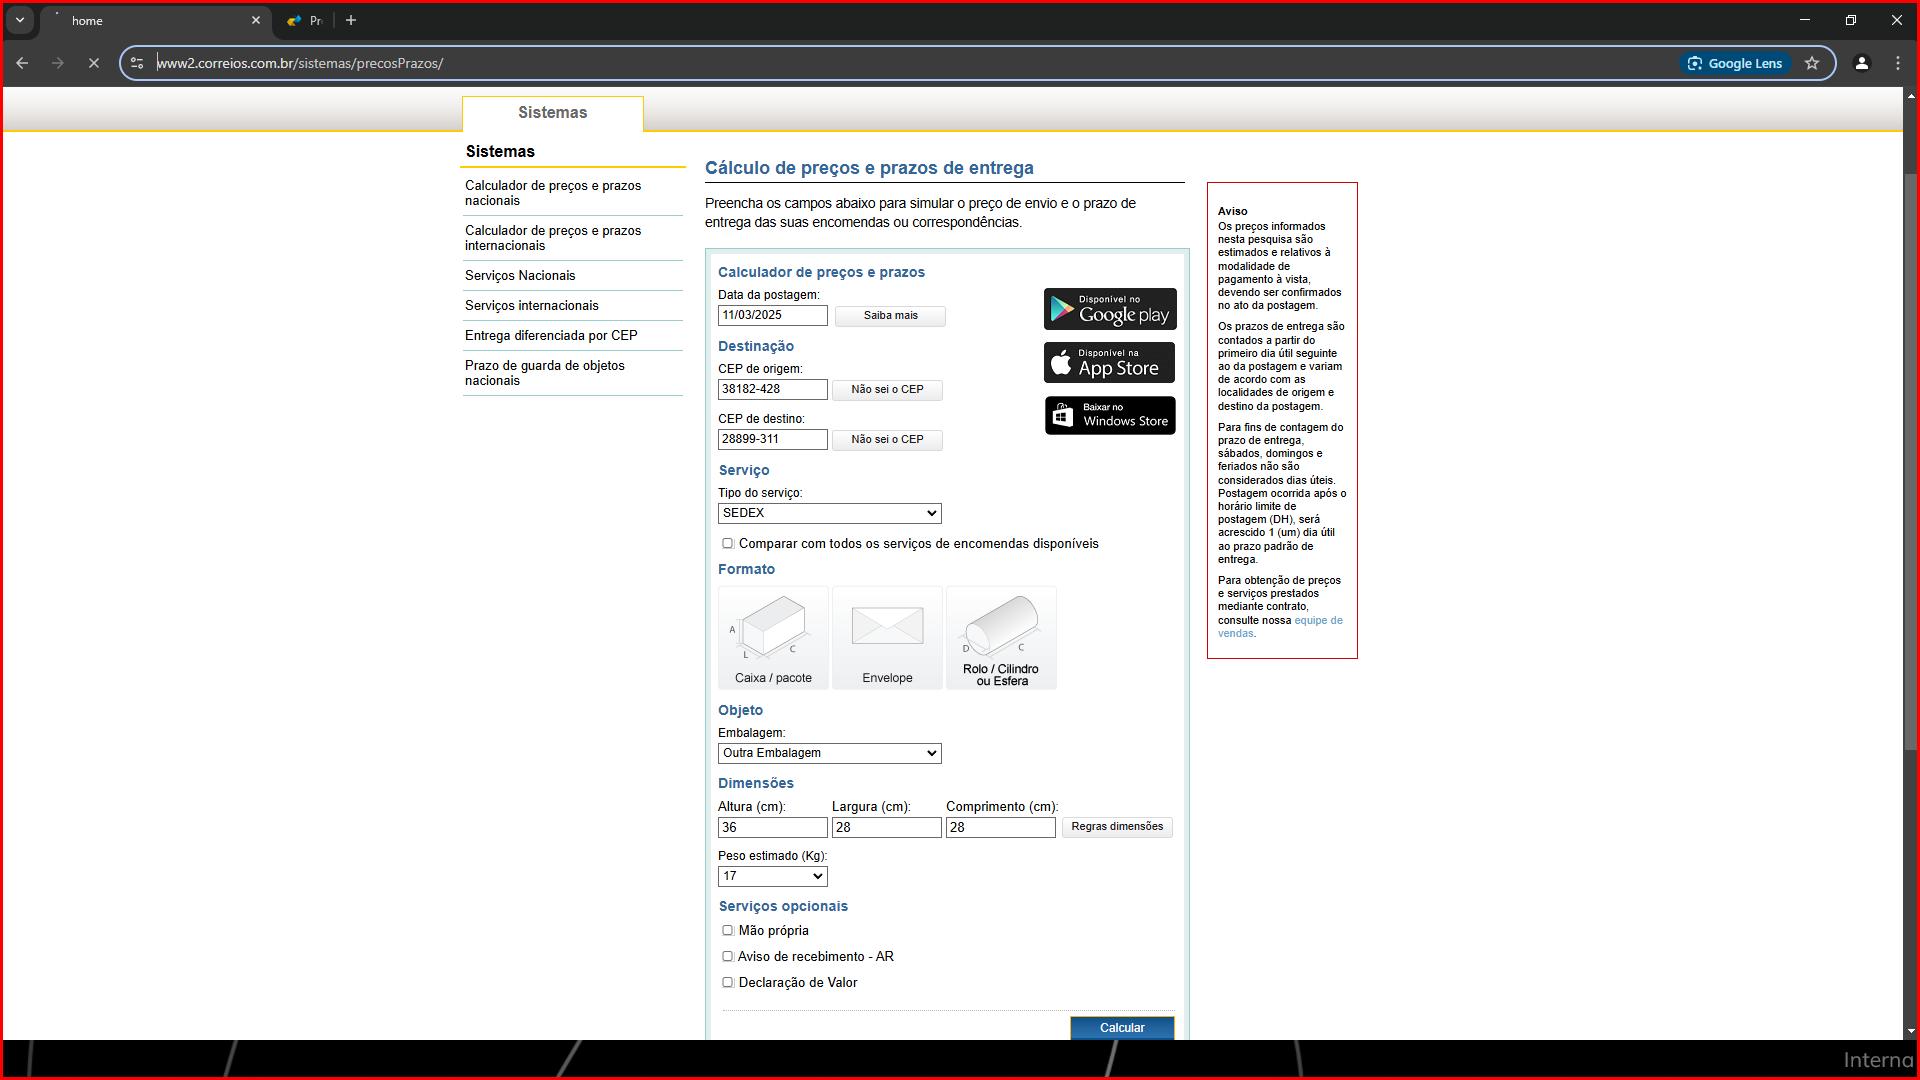 home
Pr
www2.correios.com.br/sistemas/precosPrazos/
Google Lens
Sistemas
Sistemas
Calculador de preços e prazos
nacionais
Calculador de preços e prazos
internacionais
Serviços Nacionais
Serviços internacionais
Entrega diferenciada por CEP
Prazo de guarda de objetos
nacionais
Cálculo de preços e prazos de entrega
Preencha os campos abaixo para simular o preço de envio e o prazo de
entrega das suas encomendas ou correspondências.
Calculador de preços e prazos
Data da postagem:
11/03/2025
Saiba mais
Disponível no
Google play
Disponível na
App Store
Baixar no
Windows Store
Destinação
CEP de origem:
38182-428
Não sei o CEP
CEP de destino:
28899-311
Não sei o CEP
Serviço
Tipo do serviço:
SEDEX
Comparar com todos os serviços de encomendas disponíveis
Formato
A
L
C
Caixa / pacote
Envelope
D
C
Rolo / Cilindro
ou Esfera
Objeto
Embalagem:
Outra Embalagem
Dimensões
Altura (cm): Largura (cm): Comprimento (cm):
36 28 28 Regras dimensões
Peso estimado (Kg):
17
Serviços opcionais
Mão própria
Aviso de recebimento - AR
Declaração de Valor
Calcular
Aviso
Os preços informados
nesta pesquisa são
estimados e relativos à
modalidade de
pagamento à vista,
devendo ser confirmados
no ato da postagem.
Os prazos de entrega são
contados a partir do
primeiro dia útil seguinte
ao da postagem e variam
de acordo com as
localidades de origem e
destino da postagem.
Para fins de contagem do
prazo de entrega,
sábados, domingos e
feriados não são
considerados dias úteis.
Postagem ocorrida após o
horário limite de
postagem (DH), será
acrescido 1 (um) dia útil
ao prazo padrão de
entrega.
Para obtenção de preços
e serviços prestados
mediante contrato,
consulte nossa equipe de
vendas.
Interna